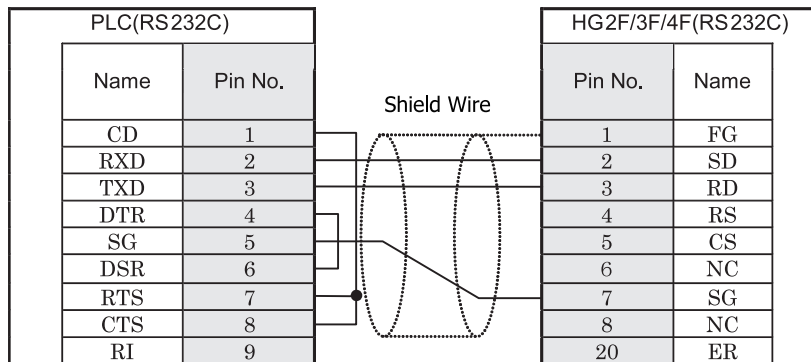 PLC(RS232C) HG2F/3F/4F(RS232C)
Name Pin No. Pin No. Name
Shield Wire
CD 1 1 FG
RXD 2 2 SD
TXD 3 3 RD
DTR 4 4 RS
SG 5 5 CS
DSR 6 6 NC
RTS 7 7 SG
CTS 8 8 NC
RI 9 20 ER